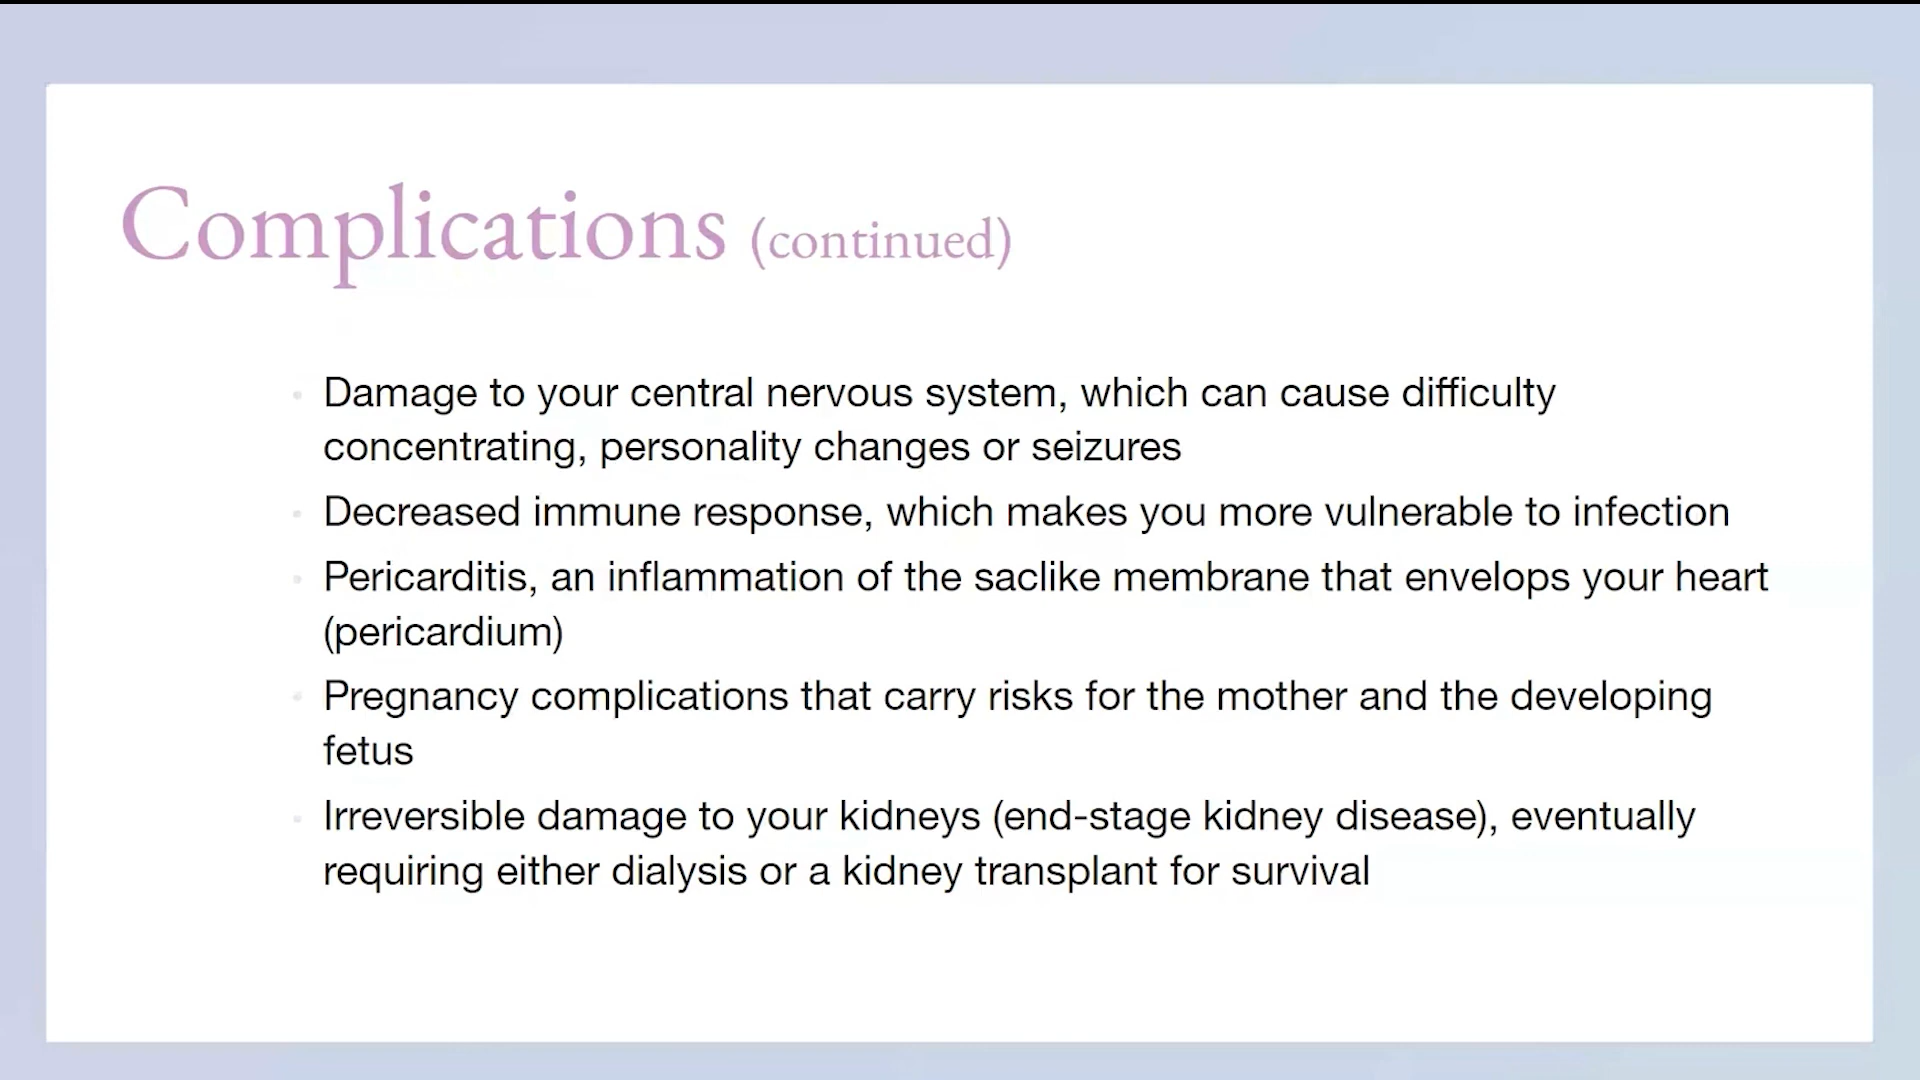 Complications (continued)
Damage to your central nervous system, which can cause difficulty
concentrating, personality changes or seizures
Decreased immune response, which makes you more vulnerable to infection
Pericarditis, an inflammation of the saclike membrane that envelops your heart
(pericardium)
Pregnancy complications that carry risks for the mother and the developing
fetus
Irreversible damage to your kidneys (end-stage kidney disease), eventually
requiring either dialysis or a kidney transplant for survival